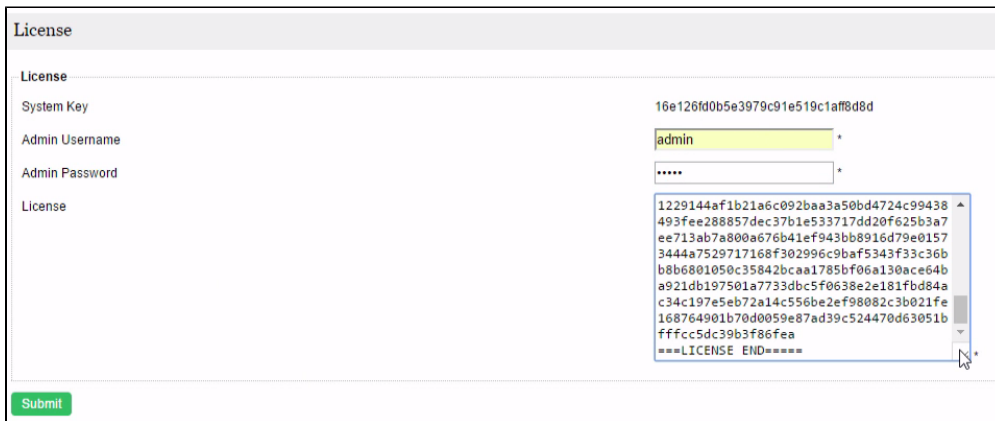 License
License
System Key 16e126fd0b5e3979c91e519c1aff8d8d
Admin Username admin *
Admin Password ••••• *
License
1229144af1b21a6c092baa3a50bd4724c99438
493fee288857dec37b1e533717dd20f625b3a7
ee713ab7a800a676b41ef943bb8916d79e0157
3444a7529717168f302996c9baf5343f33c36b
b8b6801050c35842bcaa1785bf06a130ace64b
a921db197501a7733dbc5f0638e2e181fbd84a
c34c197e5eb72a14c556be2ef98082c3b021fe
168764901b70d0059e87ad39c524470d63051b
fffcc5dc39b3f86fea
===LICENSE END===== *
Submit